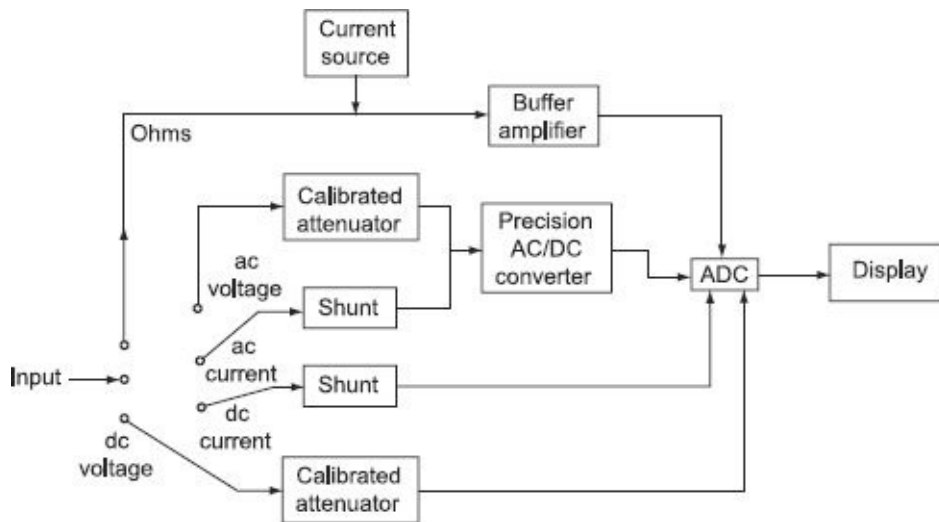 Current
source
Ohms
Buffer
amplifier
Calibrated
attenuator
Precision
AC/DC
converter
ac
voltage
Shunt
ADC
Display
Input
ac
current
Shunt
dc
current
dc
voltage
Calibrated
attenuator